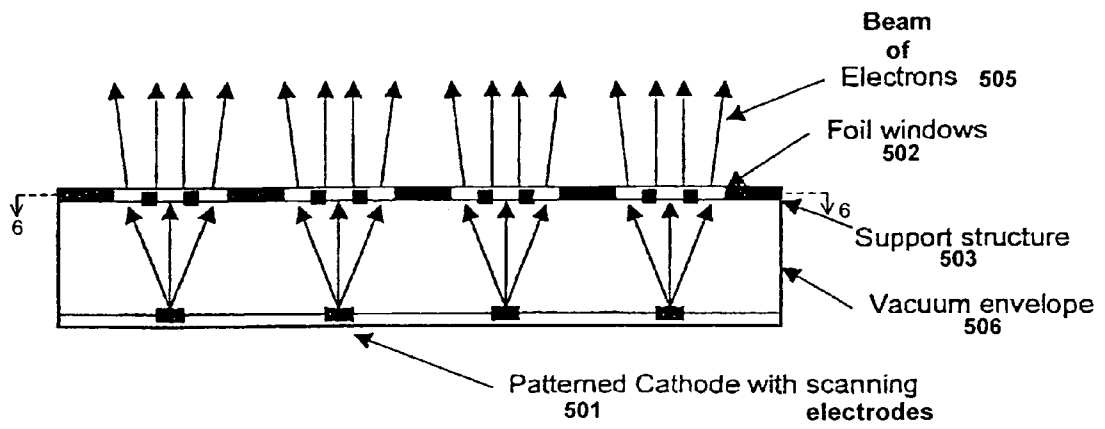 Beam
of
Electrons 505
Foil windows
502
6
6
Support structure
503
Vacuum envelope
506
Patterned Cathode with scanning
501 electrodes